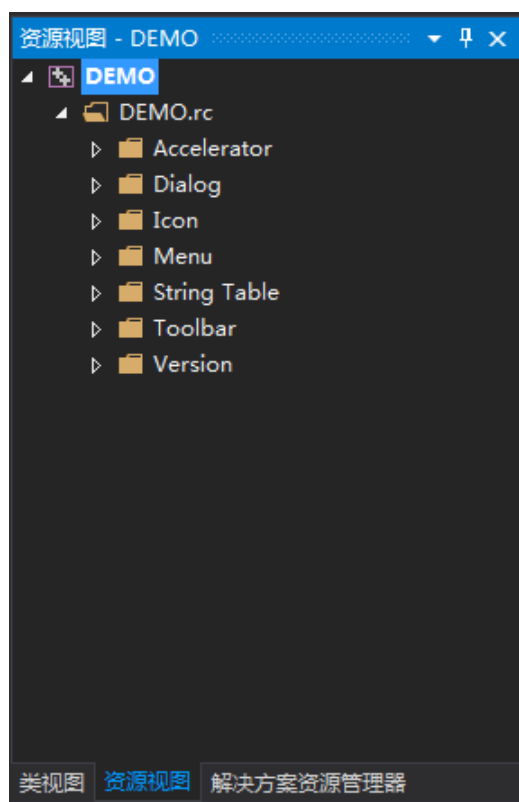 资源视图 - DEMO
DEMO
DEMO.rc
Accelerator
Dialog
Icon
Menu
String Table
Toolbar
Version
类视图 资源视图 解决方案资源管理器